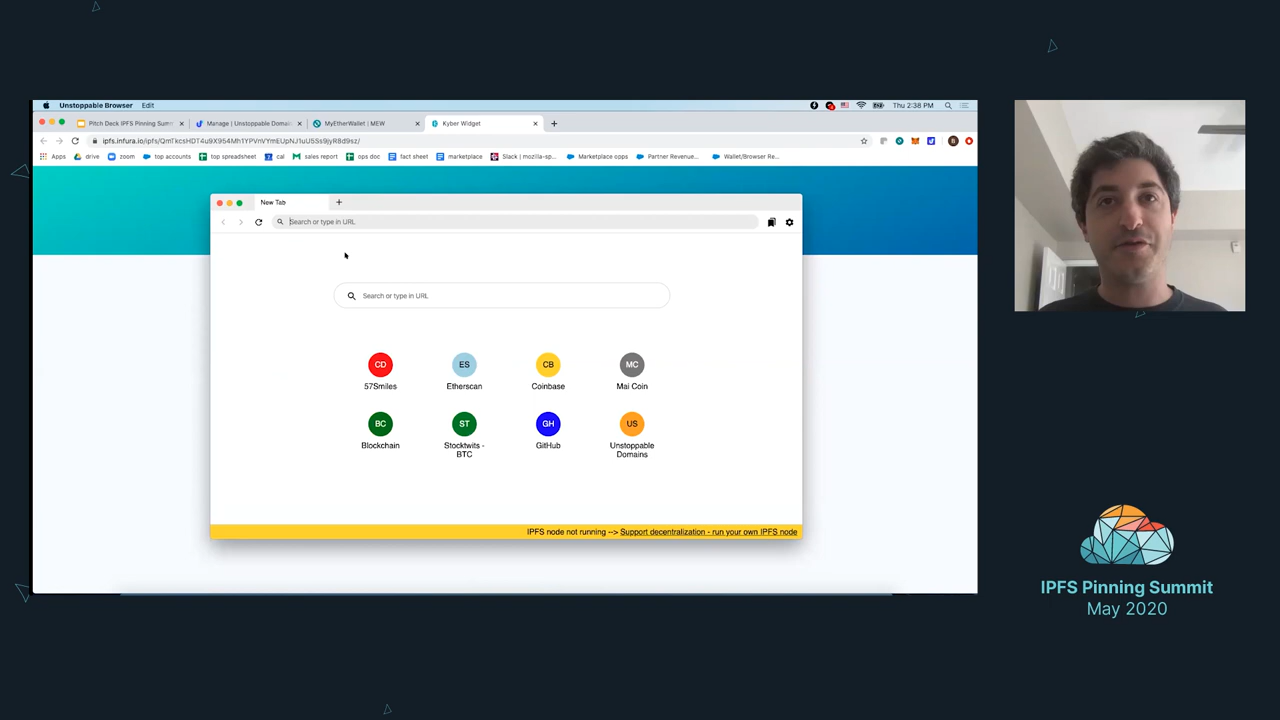 Unstoppable Browser Edit Thu 2:38 PM
Pitch Deck IPFS Pinning Summ Manage | Unstoppable Domain MyEtherWallet | MEW Kyber Widget
Apps drive zoom top accounts top spreadsheet cal sales report ops doc fact sheet marketplace Slack | mozilla-sp... Marketplace opps Partner Revenue... Wallet/Browser Re...
New Tab
Search or type in URL
Search or type in URL
CD ES CB MC
57Smiles Etherscan Coinbase Mai Coin
BC ST GH US
Blockchain Stocktwits - GitHub Unstoppable
BTC Domains
IPFS node not running --> Support decentralization - run your own IPFS node
IPFS Pinning Summit
May 2020